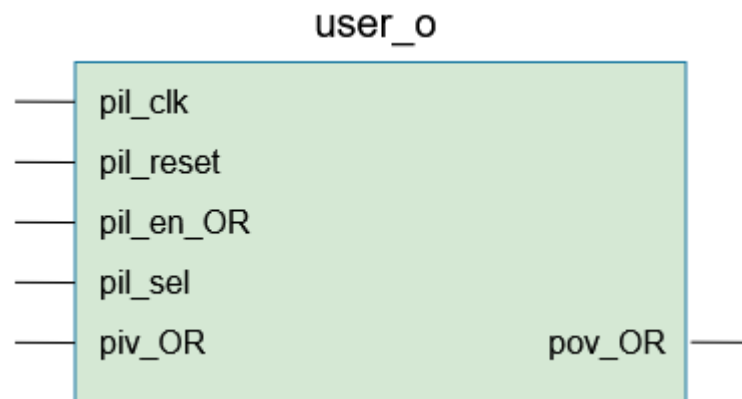 user_o
pil_clk
pil_reset
pil_en_OR
pil_sel
piv_OR pov_OR